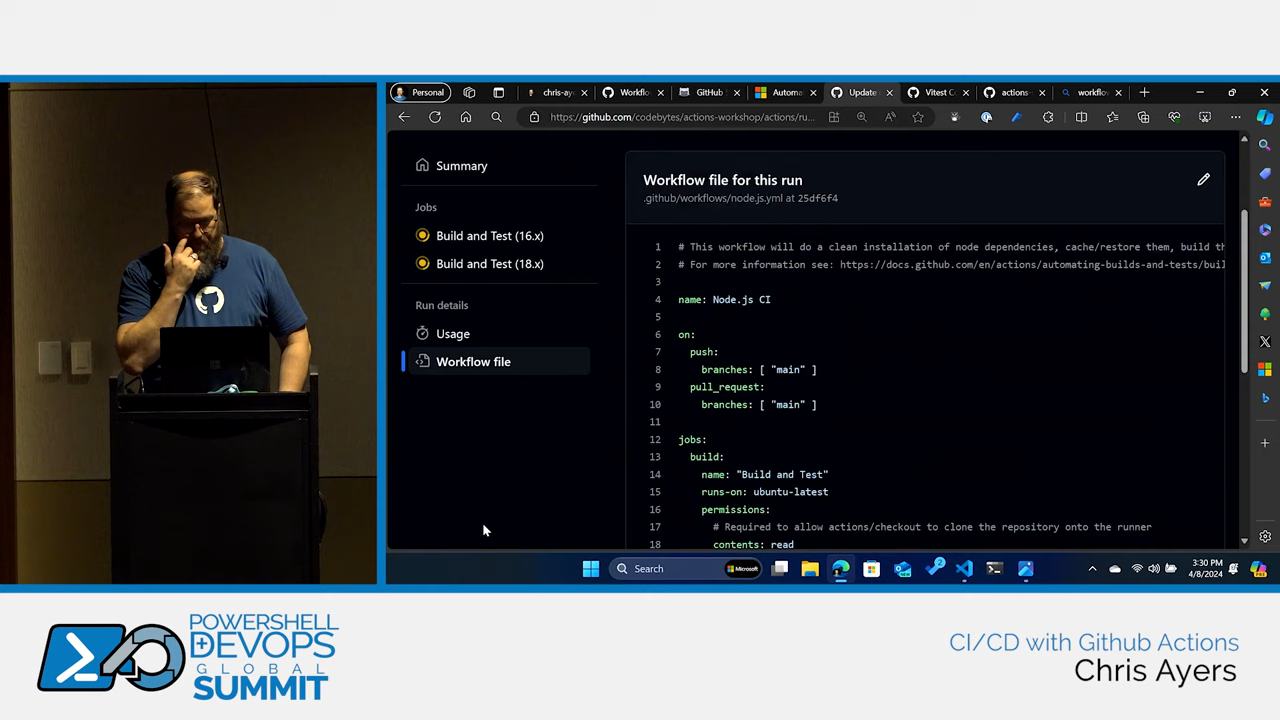 Personal
chris-aye
Workflo
GitHub
Automa
Update
Vitest C
actions-
workflow
https://github.com/codebytes/actions-workshop/actions/ru...
Summary
Jobs
Build and Test (16.x)
Build and Test (18.x)
Run details
Usage
Workflow file
Workflow file for this run
.github/workflows/node.js.yml at 25df6f4
1 # This workflow will do a clean installation of node dependencies, cache/restore them, build th
2 # For more information see: https://docs.github.com/en/actions/automating-builds-and-tests/buil
3
4 name: Node.js CI
5
6 on:
7 push:
8 branches: [ "main" ]
9 pull_request:
10 branches: [ "main" ]
11
12 jobs:
13 build:
14 name: "Build and Test"
15 runs-on: ubuntu-latest
16 permissions:
17 # Required to allow actions/checkout to clone the repository onto the runner
18 contents: read
Search
Microsoft
3:30 PM
4/8/2024
POWERSHELL
+ DEVOPS
GLOBAL
SUMMIT
CI/CD with Github Actions
Chris Ayers